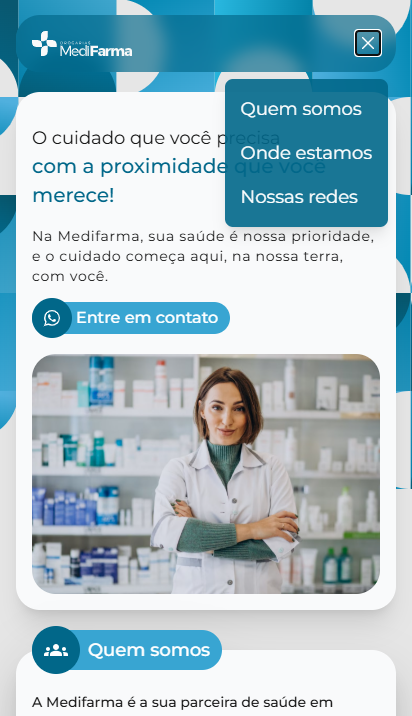 DROGARIAS
MediFarma
Quem somos
Onde estamos
Nossas redes
O cuidado que você precisa
com a proximidade que você
merece!
Na Medifarma, sua saúde é nossa prioridade,
e o cuidado começa aqui, na nossa terra,
com você.
Entre em contato
Quem somos
A Medifarma é a sua parceira de saúde em